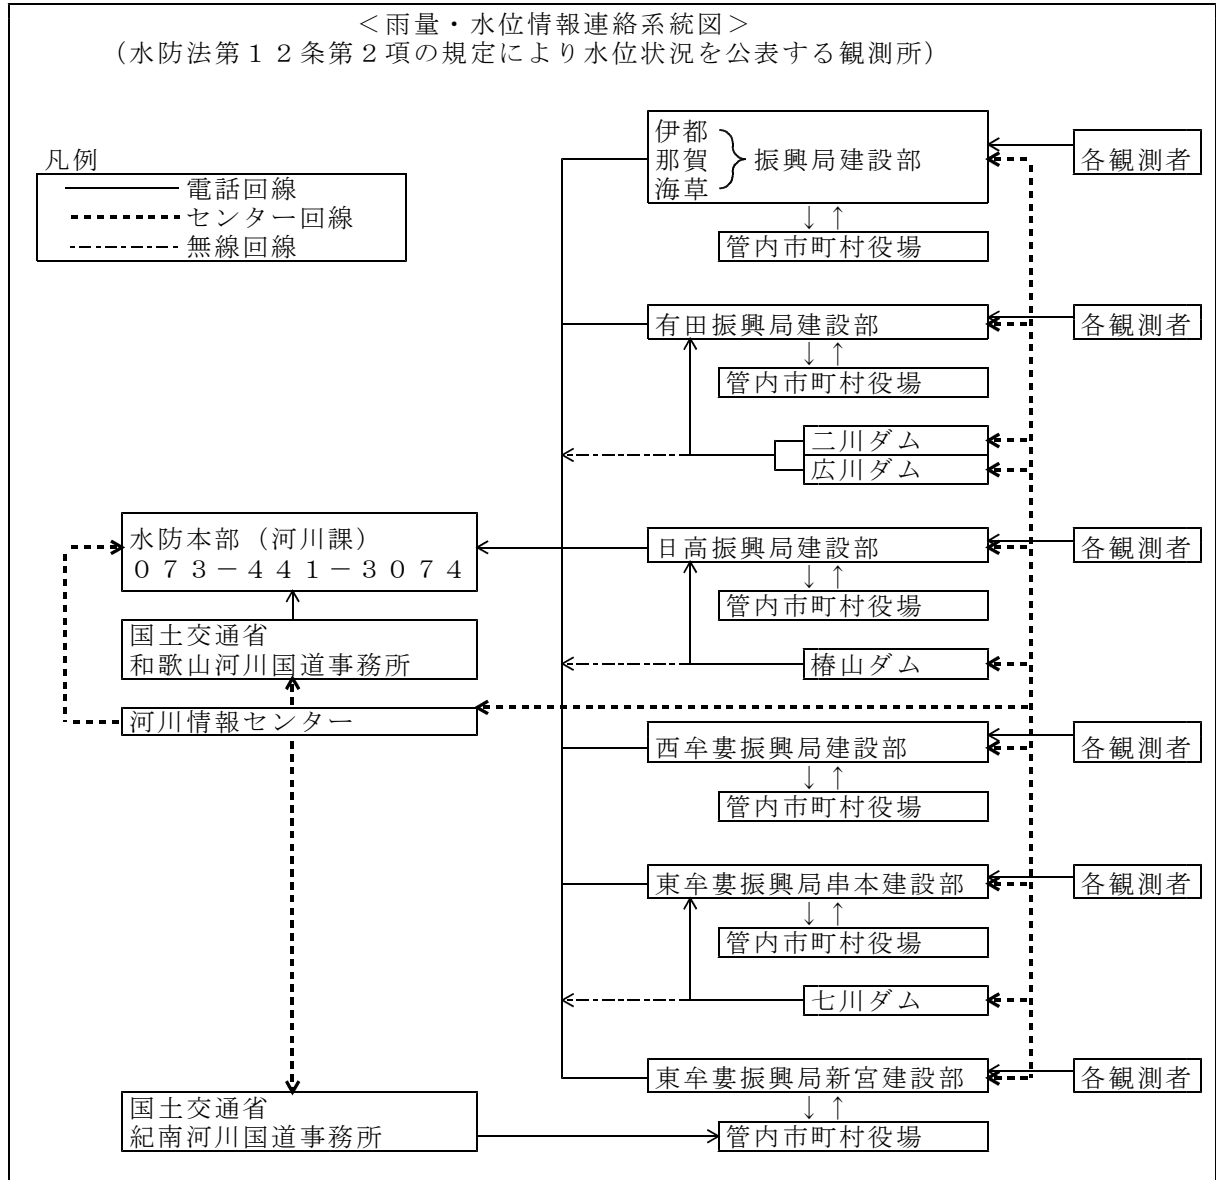 ＜雨量・水位情報連絡系統図＞
（水防法第１２条第２項の規定により水位状況を公表する観測所）
凡例
電話回線
センター回線
無線回線
伊都
那賀
海草
振興局建設部
各観測者
↓ ↑
管内市町村役場
有田振興局建設部
各観測者
↓ ↑
管内市町村役場
二川ダム
広川ダム
水防本部（河川課）
０７３－４４１－３０７４
日高振興局建設部
各観測者
↓ ↑
管内市町村役場
国土交通省
和歌山河川国道事務所
椿山ダム
河川情報センター
西牟婁振興局建設部
各観測者
↓ ↑
管内市町村役場
東牟婁振興局串本建設部
各観測者
↓ ↑
管内市町村役場
七川ダム
東牟婁振興局新宮建設部
各観測者
↓ ↑
国土交通省
紀南河川国道事務所
管内市町村役場